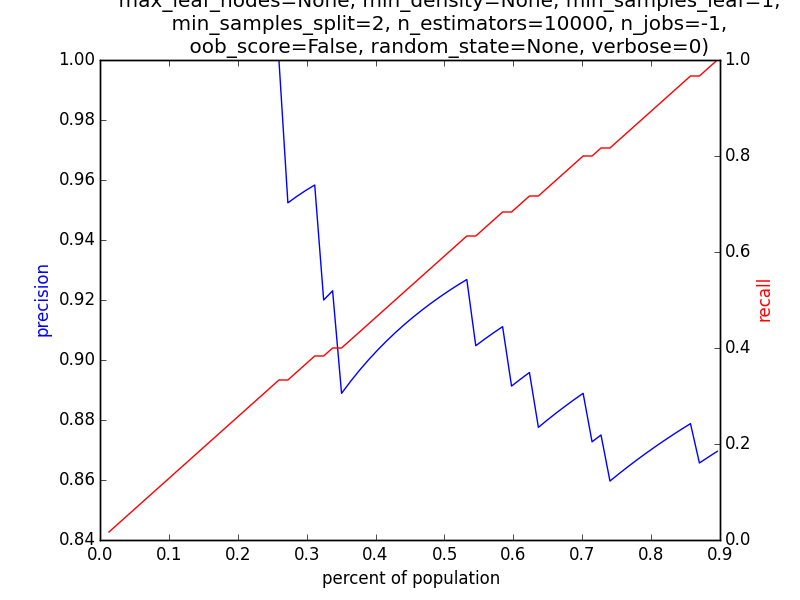 max_leaf_nodes=None, min_density=None, min_samples_leaf=1,
min_samples_split=2, n_estimators=10000, n_jobs=-1,
oob_score=False, random_state=None, verbose=0)
1.00
0.98
0.96
0.94
0.92
0.90
0.88
0.86
0.84
precision
1.0
0.8
0.6
0.4
0.2
0.0
recall
0.0 0.1 0.2 0.3 0.4 0.5 0.6 0.7 0.8 0.9
percent of population